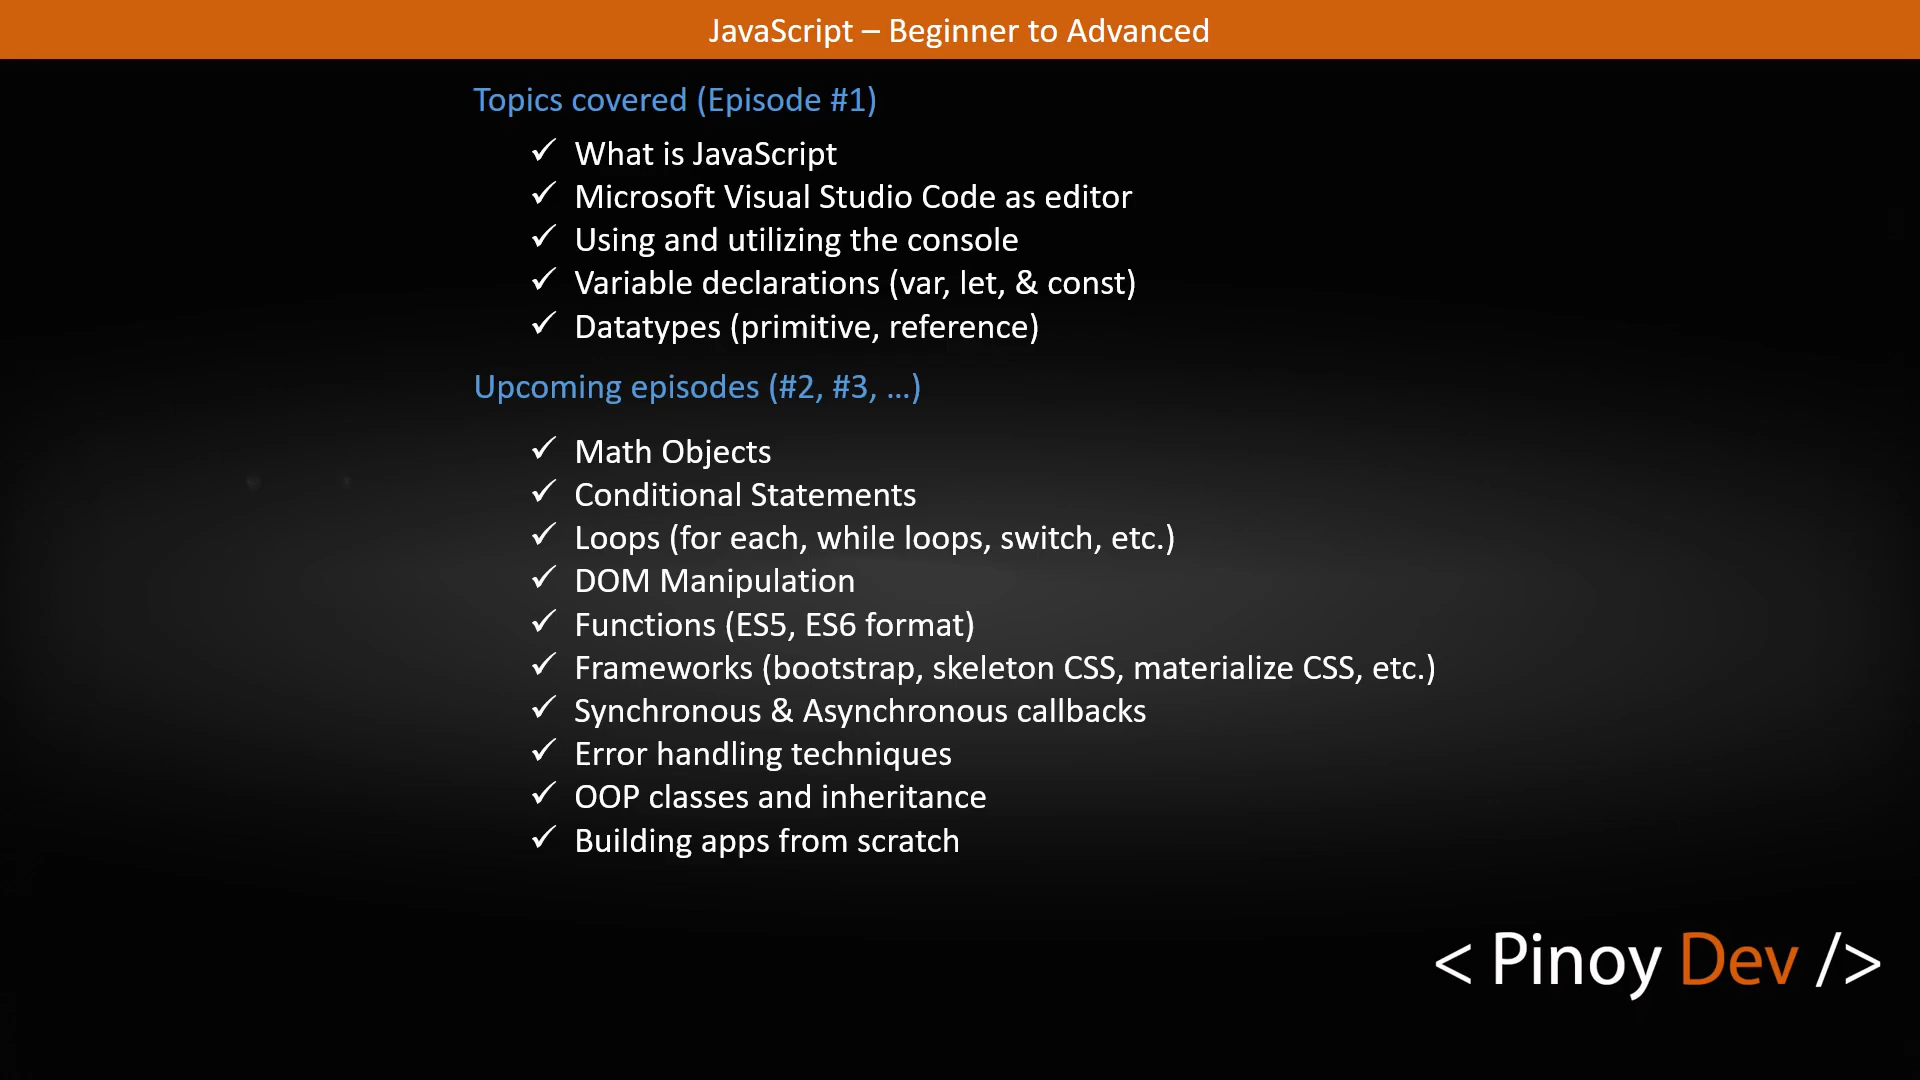 JavaScript – Beginner to Advanced
Topics covered (Episode #1)
✓ What is JavaScript
✓ Microsoft Visual Studio Code as editor
✓ Using and utilizing the console
✓ Variable declarations (var, let, & const)
✓ Datatypes (primitive, reference)
Upcoming episodes (#2, #3, …)
✓ Math Objects
✓ Conditional Statements
✓ Loops (for each, while loops, switch, etc.)
✓ DOM Manipulation
✓ Functions (ES5, ES6 format)
✓ Frameworks (bootstrap, skeleton CSS, materialize CSS, etc.)
✓ Synchronous & Asynchronous callbacks
✓ Error handling techniques
✓ OOP classes and inheritance
✓ Building apps from scratch
< Pinoy Dev />